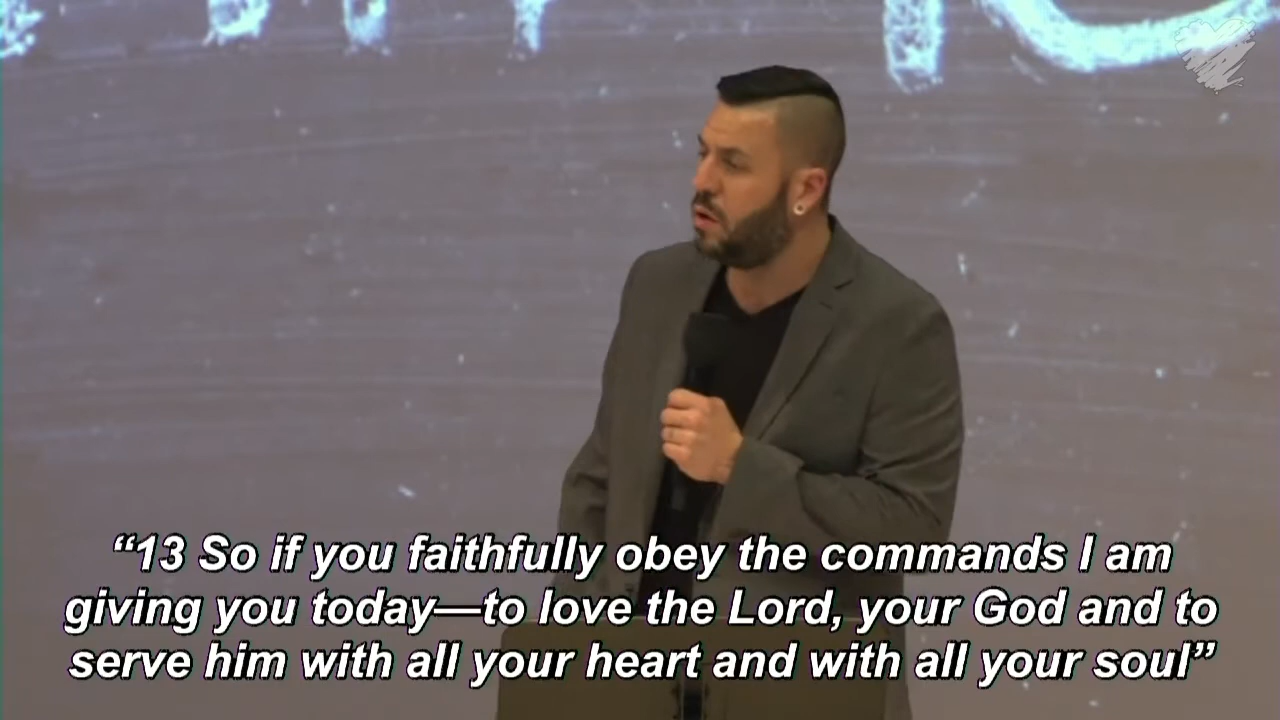 “13 So if you faithfully obey the commands I am
giving you today—to love the Lord, your God and to
serve him with all your heart and with all your soul”